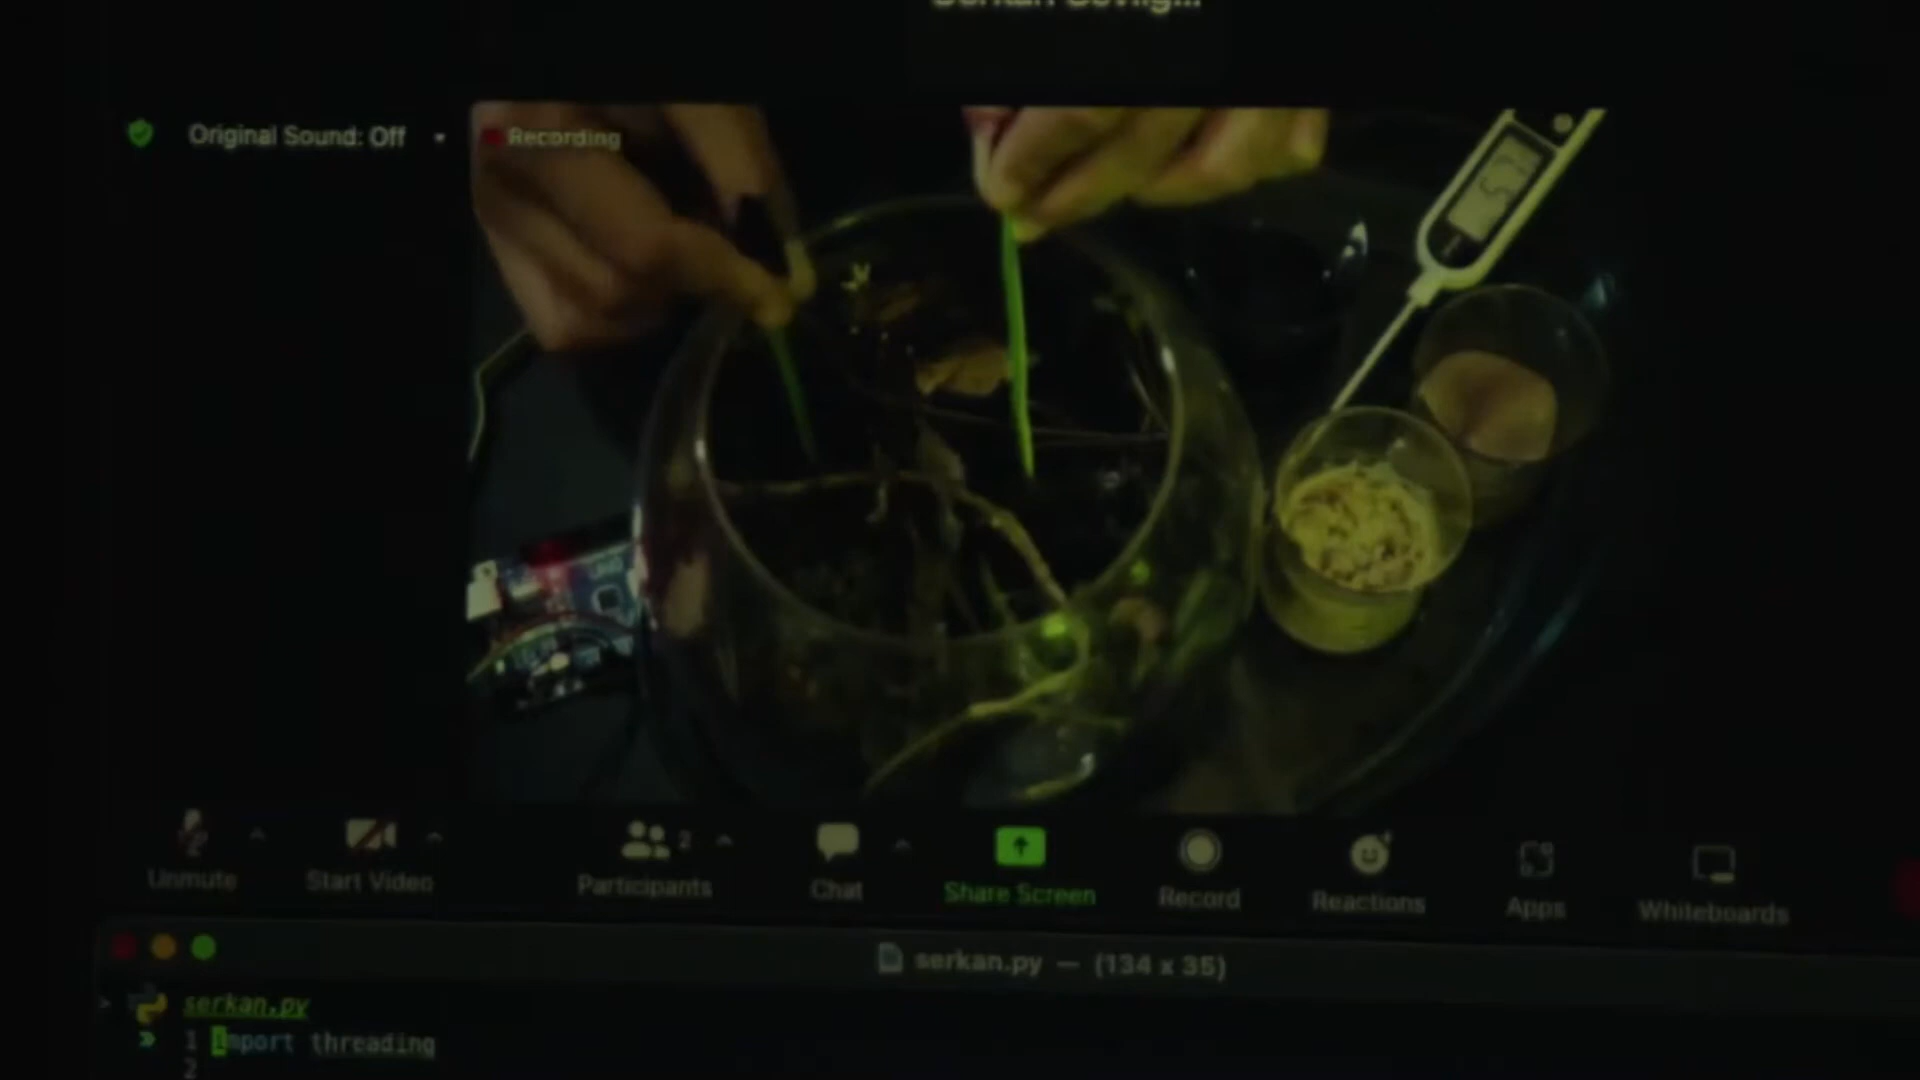 Original Sound: Off
Recording
2
Unmute
Start Video
Participants
Chat
Share Screen
Record
Reactions
Apps
Whiteboards
serkan.py — (134 x 35)
serkan.py
1 import threading
2